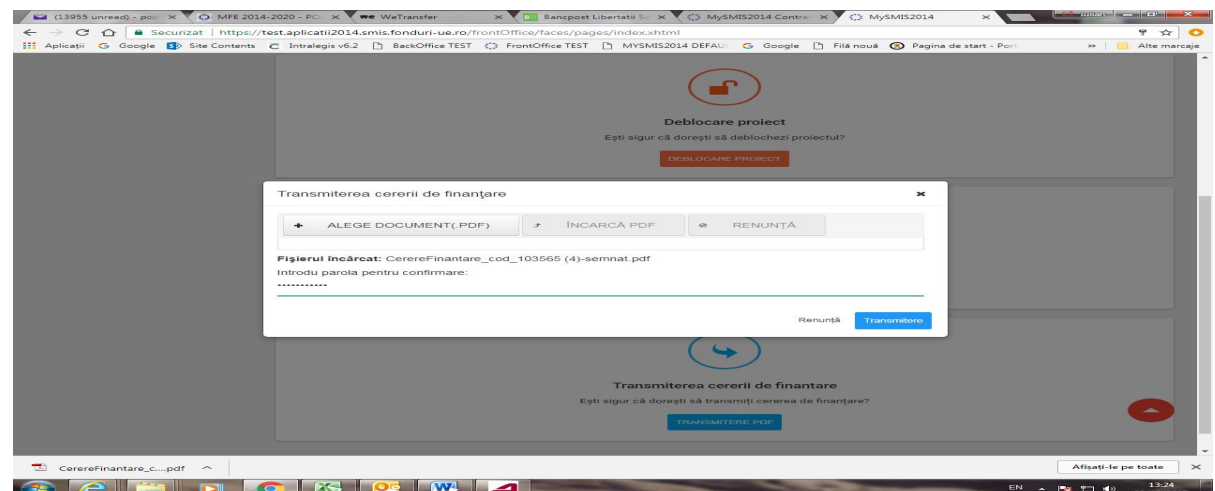 (13955 unread) - pop
MFE 2014-2020 - PO
WeTransfer
Bancpost Libertatii S
MySMIS2014 Contra
MySMIS2014
Securizat | https://test.aplicatii2014.smis.fonduri-ue.ro/frontOffice/faces/pages/index.xhtml
Aplicații Google Site Contents Intralegis v6.2 BackOffice TEST FrontOffice TEST MYSMIS2014 DEFAU Google Filă nouă Pagina de start - Por » Alte marcaje
Deblocare proiect
Ești sigur că dorești să deblochezi proiectul?
DEBLOCARE PROIECT
Transmiterea cererii de finanțare
ALEGE DOCUMENT(.PDF) ÎNCARCĂ PDF RENUNȚĂ
Fișierul încărcat: CerereFinantare_cod_103565 (4)-semnat.pdf
Introdu parola pentru confirmare:
•••••••••••
Renunță Transmitere
Transmiterea cererii de finantare
Ești sigur că dorești să transmiți cererea de finanțare?
TRANSMITERE PDF
CerereFinantare_c....pdf
Afișați-le pe toate
EN 13:24